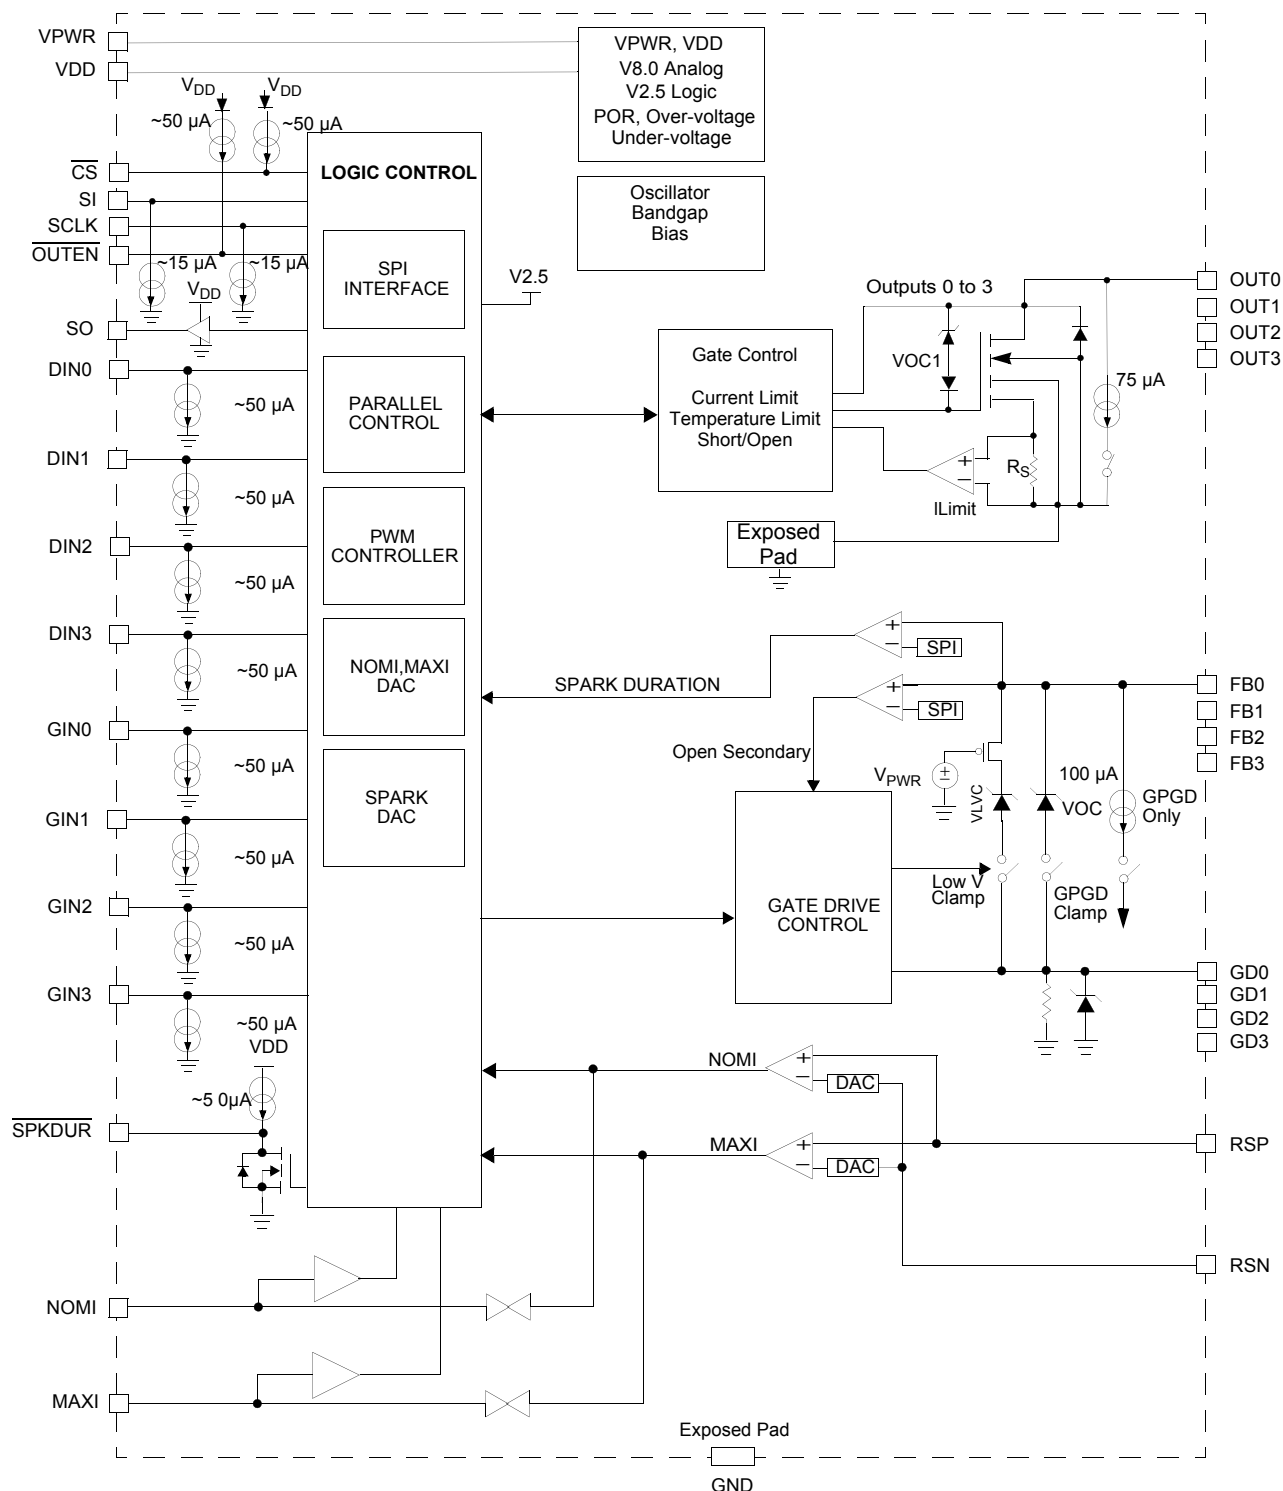 VPWR
VDD
VPWR, VDD
V8.0 Analog
V2.5 Logic
POR, Over-voltage
Under-voltage
VDD
VDD
~50 µA
~50 µA
CS
SI
SCLK
OUTEN
LOGIC CONTROL
Oscillator
Bandgap
Bias
~15 µA
~15 µA
VDD
SO
SPI
INTERFACE
V2.5
Outputs 0 to 3
OUT0
OUT1
OUT2
OUT3
Gate Control
Current Limit
Temperature Limit
Short/Open
VOC1
75 µA
RS
+
−
ILimit
DIN0
~50 µA
PARALLEL
CONTROL
DIN1
~50 µA
DIN2
~50 µA
PWM
CONTROLLER
Exposed
Pad
DIN3
~50 µA
NOMI,MAXI
DAC
SPARK DURATION
+
−
SPI
+
−
SPI
FB0
FB1
FB2
FB3
Open Secondary
VPWR
±
VLVC
100 µA
VOC
GPGD
Only
GIN0
~50 µA
SPARK
DAC
GIN1
~50 µA
GIN2
~50 µA
GATE DRIVE
CONTROL
Low V
Clamp
GPGD
Clamp
GIN3
~50 µA
GD0
GD1
GD2
GD3
VDD
~5 0µA
SPKDUR
NOMI
+
−
DAC
MAXI
+
−
DAC
RSP
RSN
NOMI
MAXI
Exposed Pad
GND